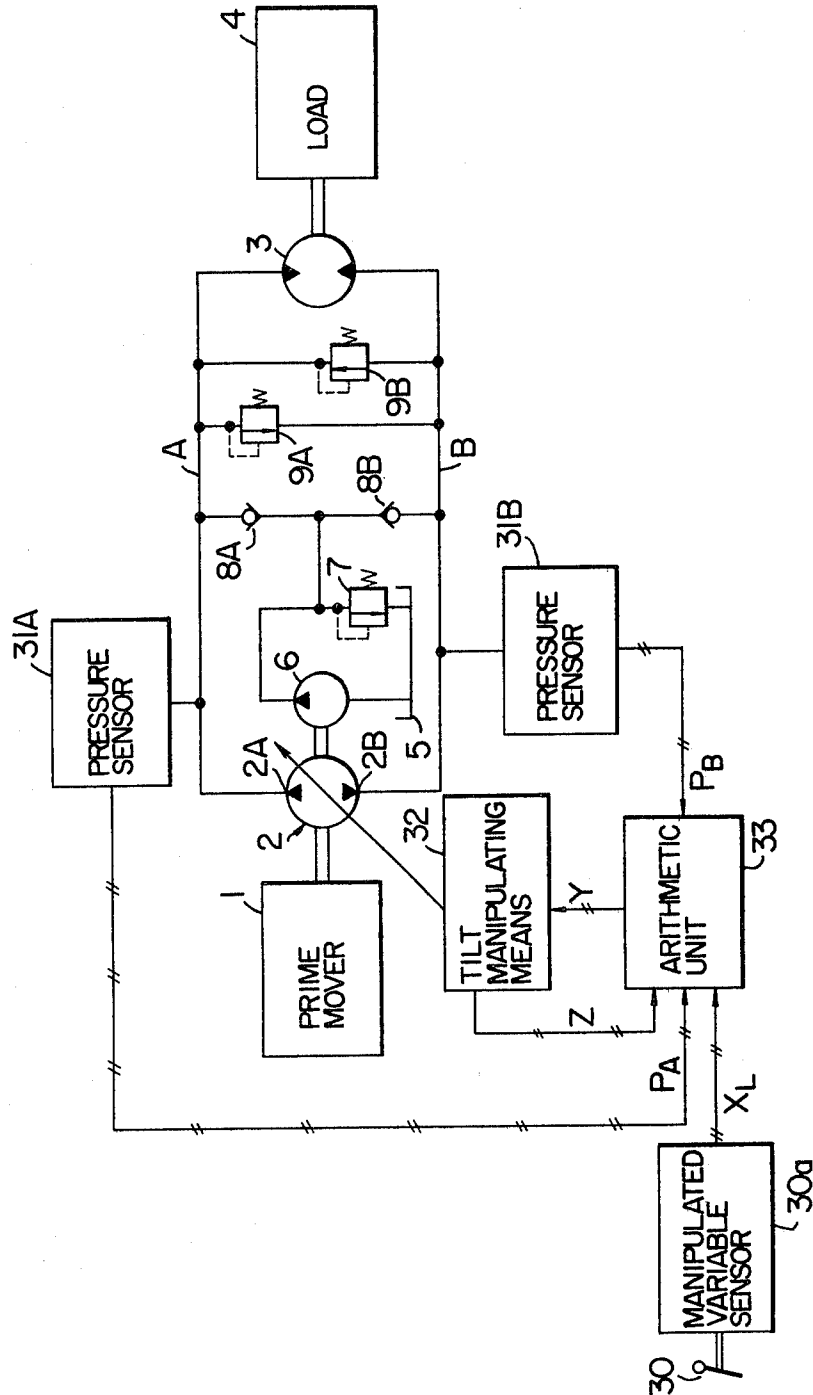 31A
PRESSURE
SENSOR
4
LOAD
3
A
9A
9B
8A
8B
B
7
6
5
2A
2B
2
1
PRIME
MOVER
32
TILT
MANIPULATING
MEANS
31B
PRESSURE
SENSOR
PB
Y
Z
PA
XL
33
ARITHMETIC
UNIT
30
MANIPULATED
VARIABLE
SENSOR
30a